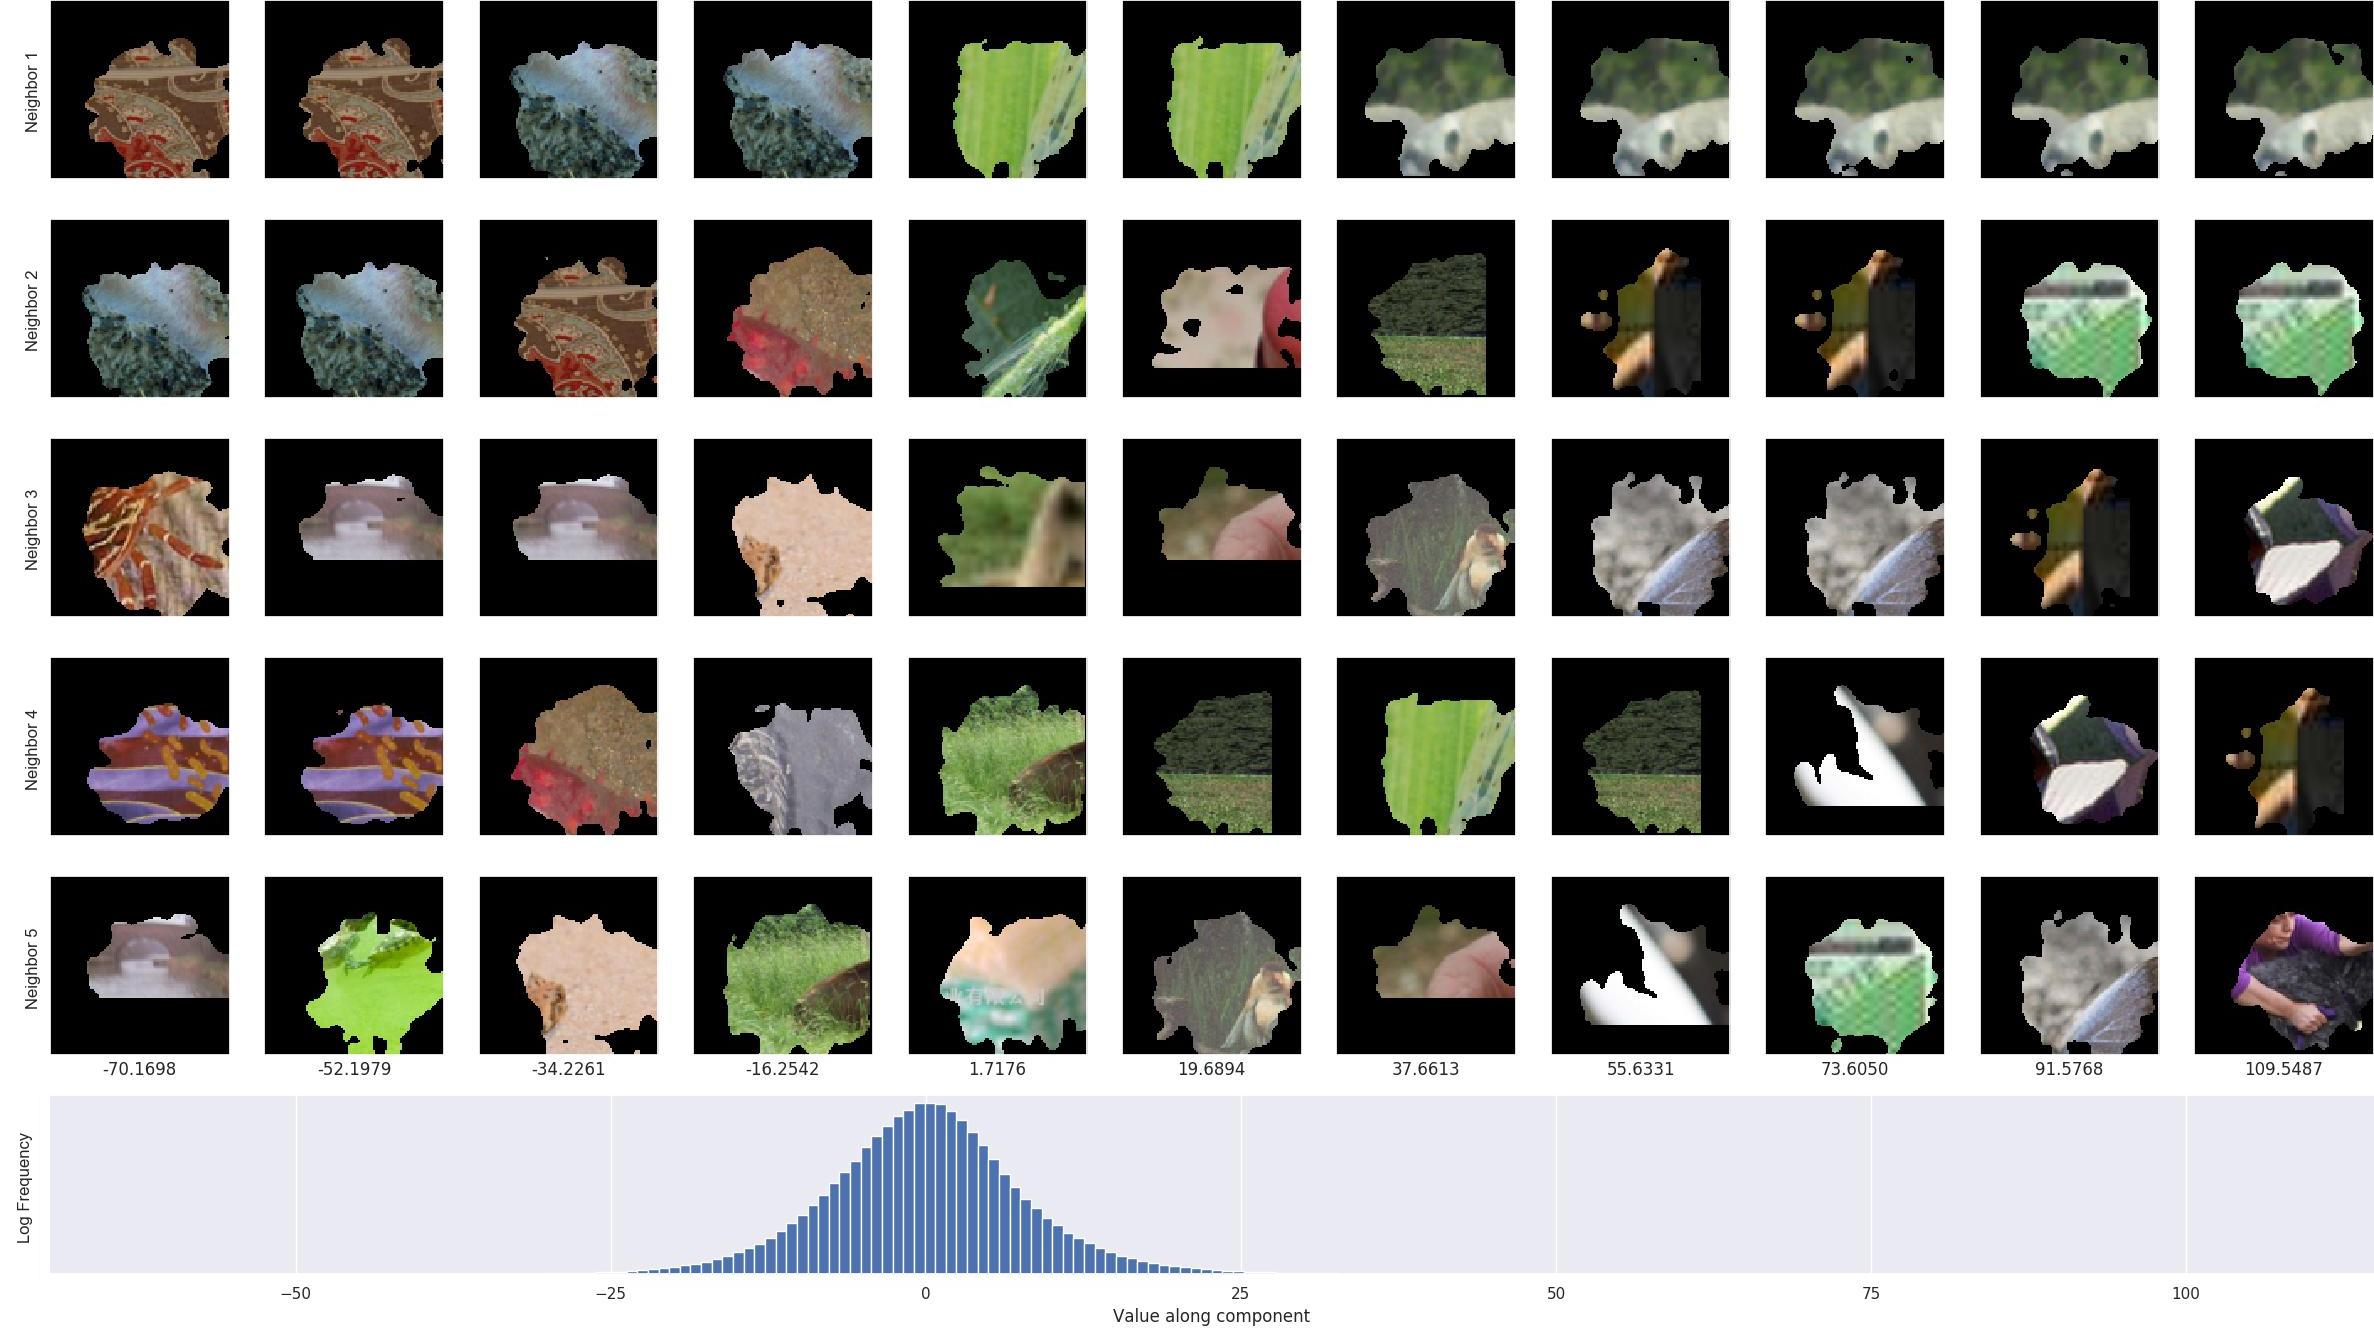 Neighbor 1
Neighbor 2
Neighbor 3
Neighbor 4
Neighbor 5
-70.1698 -52.1979 -34.2261 -16.2542 1.7176 19.6894 37.6613 55.6331 73.6050 91.5768 109.5487
Log Frequency
−50 −25 0 25 50 75 100
Value along component